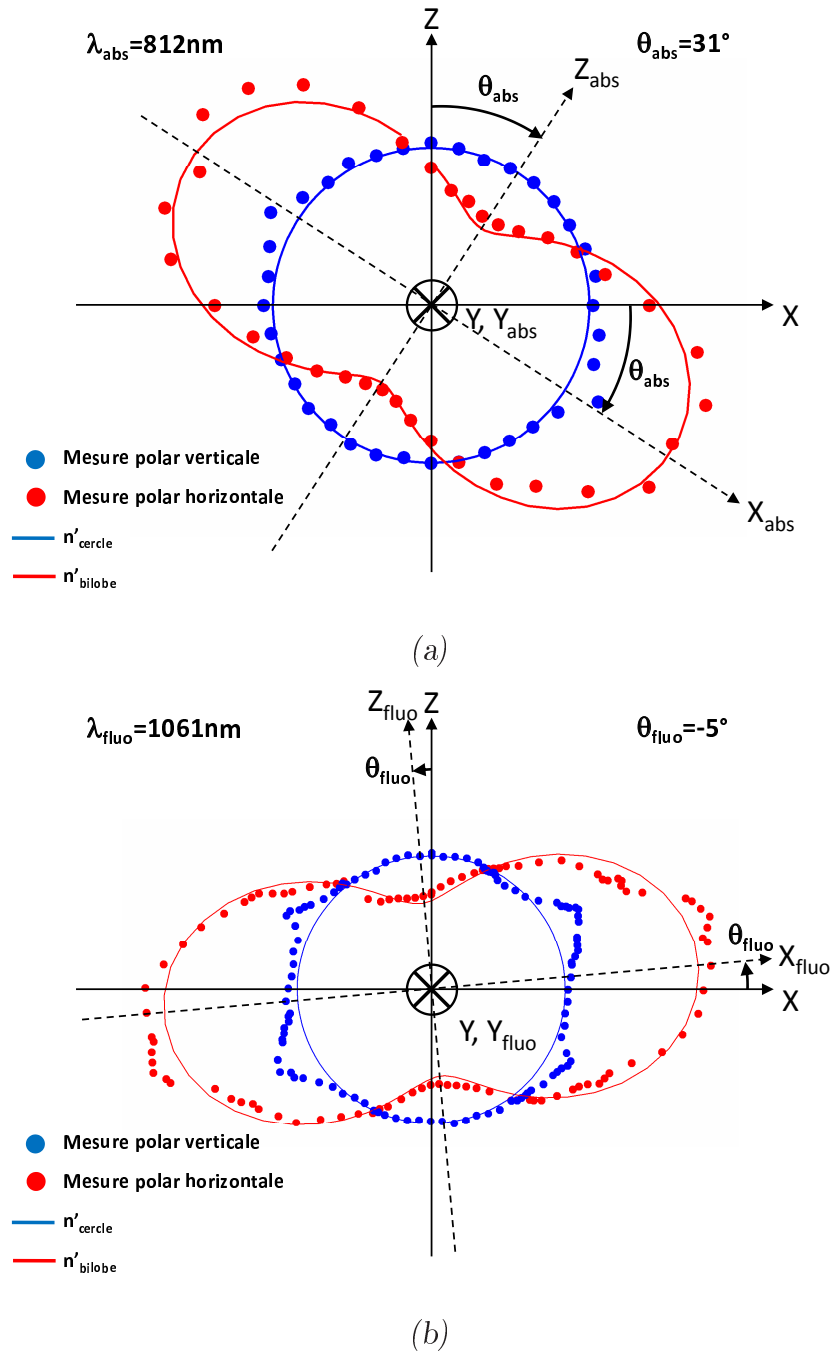 Z
λabs=812nm
θabs=31°
Zabs
θabs
X
Y, Yabs
θabs
Xabs
Mesure polar verticale
Mesure polar horizontale
n'cercle
n'bilobe
(a)
Zfluo Z
λfluo=1061nm
θfluo=-5°
θfluo
θfluo
Xfluo
X
Y, Yfluo
Mesure polar verticale
Mesure polar horizontale
n'cercle
n'bilobe
(b)